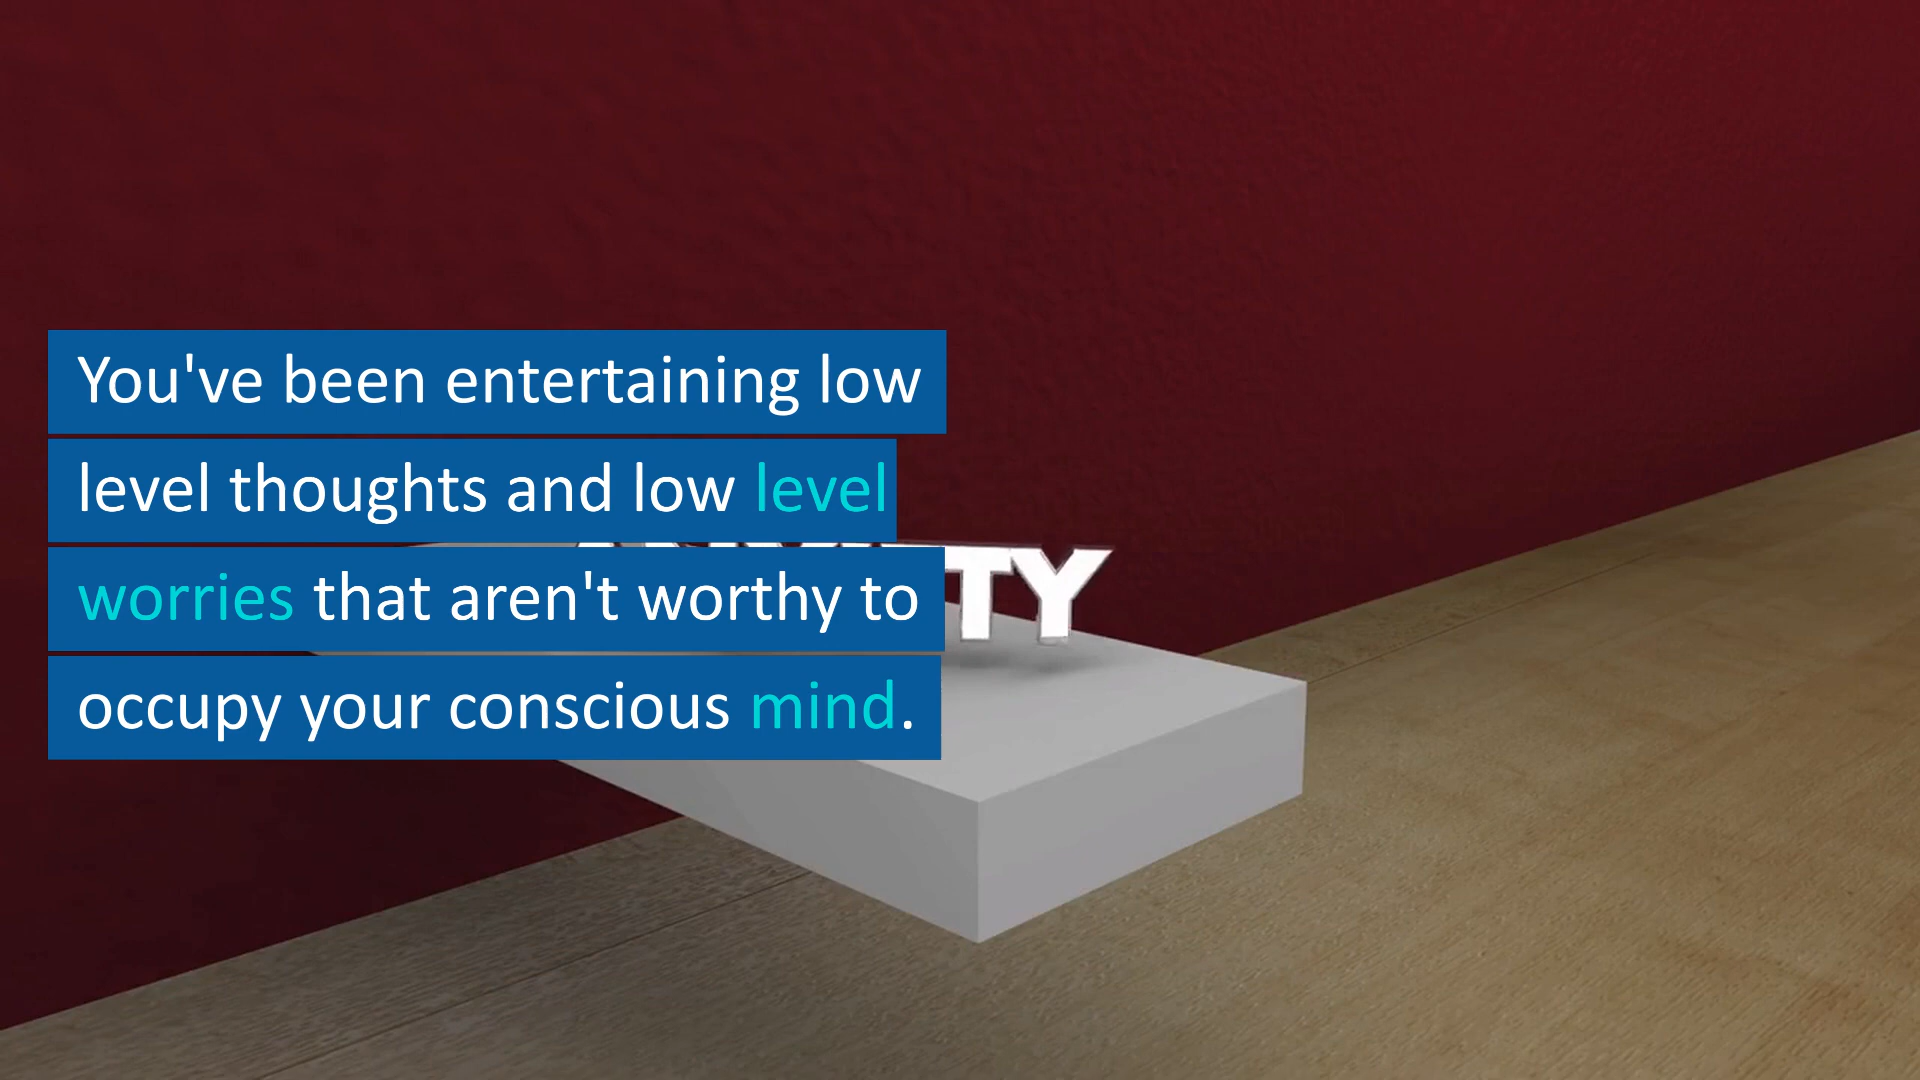 You've been entertaining low
level thoughts and low level
worries that aren't worthy to
occupy your conscious mind.